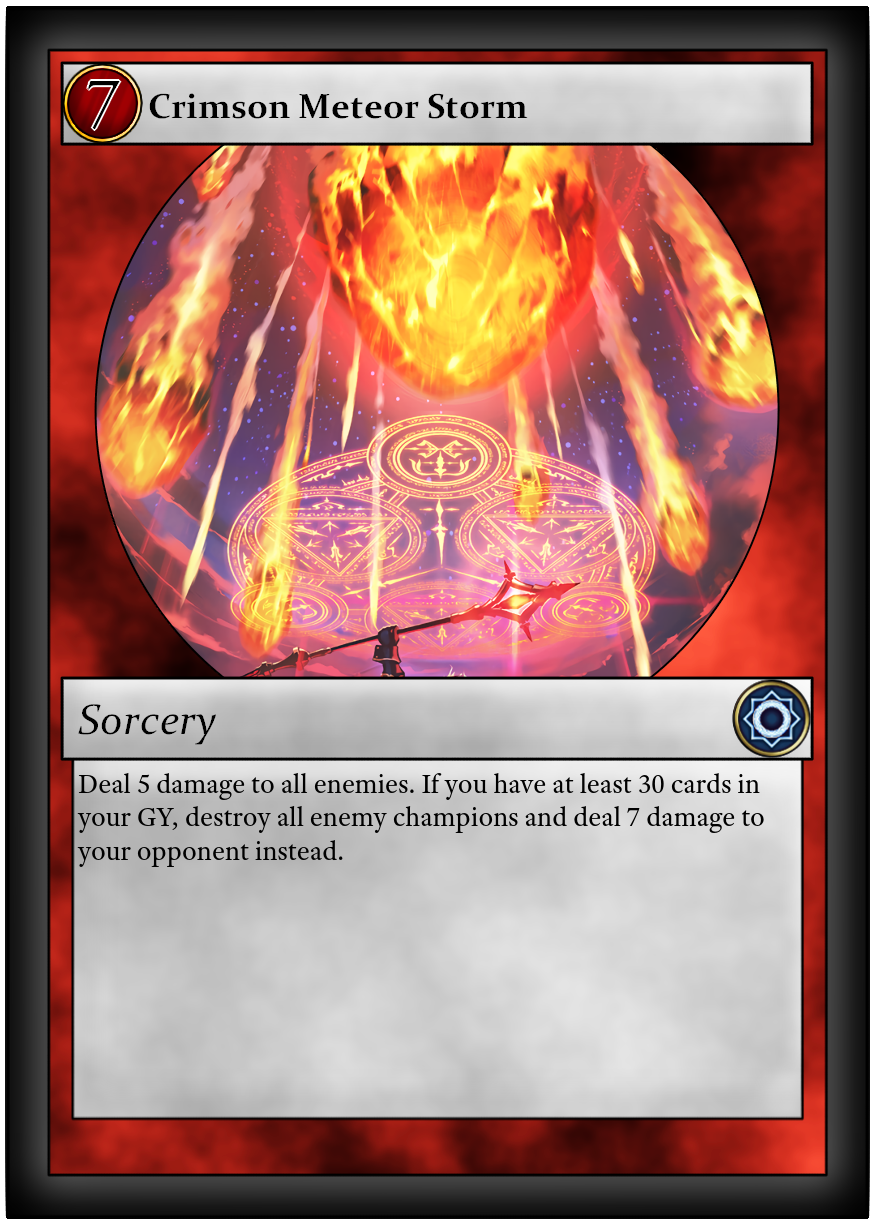 7
Crimson Meteor Storm
Sorcery
Deal 5 damage to all enemies. If you have at least 30 cards in
your GY, destroy all enemy champions and deal 7 damage to
your opponent instead.